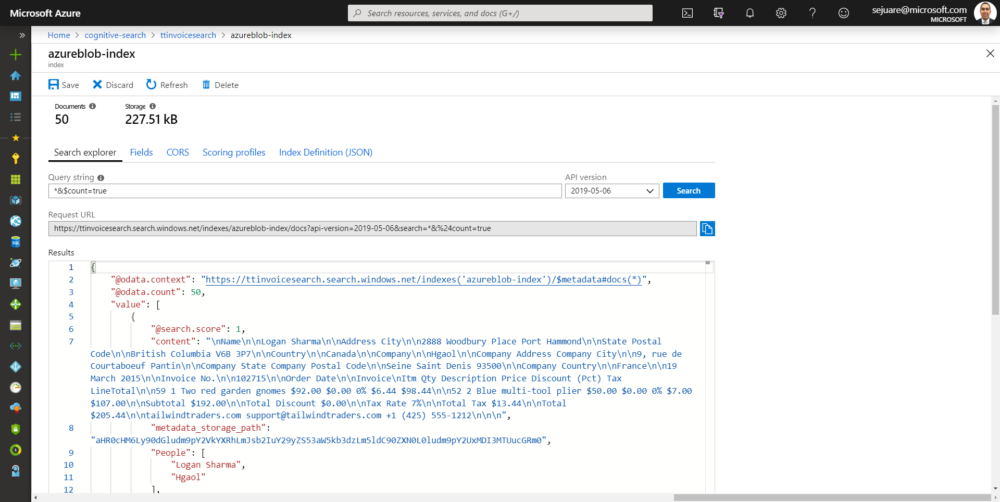 Microsoft Azure
Search resources, services, and docs (G+/)
sejuare@microsoft.com
MICROSOFT
Home > cognitive-search > ttinvoicesearch > azureblob-index
azureblob-index
index
Save Discard Refresh Delete
Documents Storage
50 227.51 kB
Search explorer Fields CORS Scoring profiles Index Definition (JSON)
Query string API version
*&$count=true 2019-05-06 Search
Request URL
https://ttinvoicesearch.search.windows.net/indexes/azureblob-index/docs?api-version=2019-05-06&search=*&%24count=true
Results
1 {
2 "@odata.context": "https://ttinvoicesearch.search.windows.net/indexes('azureblob-index')/$metadata#docs(*)",
3 "@odata.count": 50,
4 "value": [
5 {
6 "@search.score": 1,
7 "content": "\nName\n\nLogan Sharma\n\nAddress City\n\n2888 Woodbury Place Port Hammond\n\nState Postal
Code\n\nBritish Columbia V6B 3P7\n\nCountry\n\nCanada\n\nCompany\n\nHgaol\n\nCompany Address Company City\n\n9, rue de
Courtaboeuf Pantin\n\nCompany State Company Postal Code\n\nSeine Saint Denis 93500\n\nCompany Country\n\nFrance\n\n19
March 2015\n\nInvoice No.\n\n102715\n\nOrder Date\n\nInvoice\nItm Qty Description Price Discount (Pct) Tax
LineTotal\n\n59 1 Two red garden gnomes $92.00 $0.00 0% $6.44 $98.44\n\n52 2 Blue multi-tool plier $50.00 $0.00 0% $7.00
$107.00\n\nSubtotal $192.00\n\nTotal Discount $0.00\n\nTax Rate 7%\n\nTotal Tax $13.44\n\nTotal
$205.44\n\ntailwindtraders.com support@tailwindtraders.com +1 (425) 555-1212\n\n\n",
8 "metadata_storage_path":
"aHR0cHM6Ly90dGludm9pY2VkYXRhLmJsb2IuY29yZS53aW5kb3dzLm5ldC90ZXN0L0ludm9pY2UxMDI3MTUucGRm0",
9 "People": [
10 "Logan Sharma",
11 "Hgaol"
12 ],